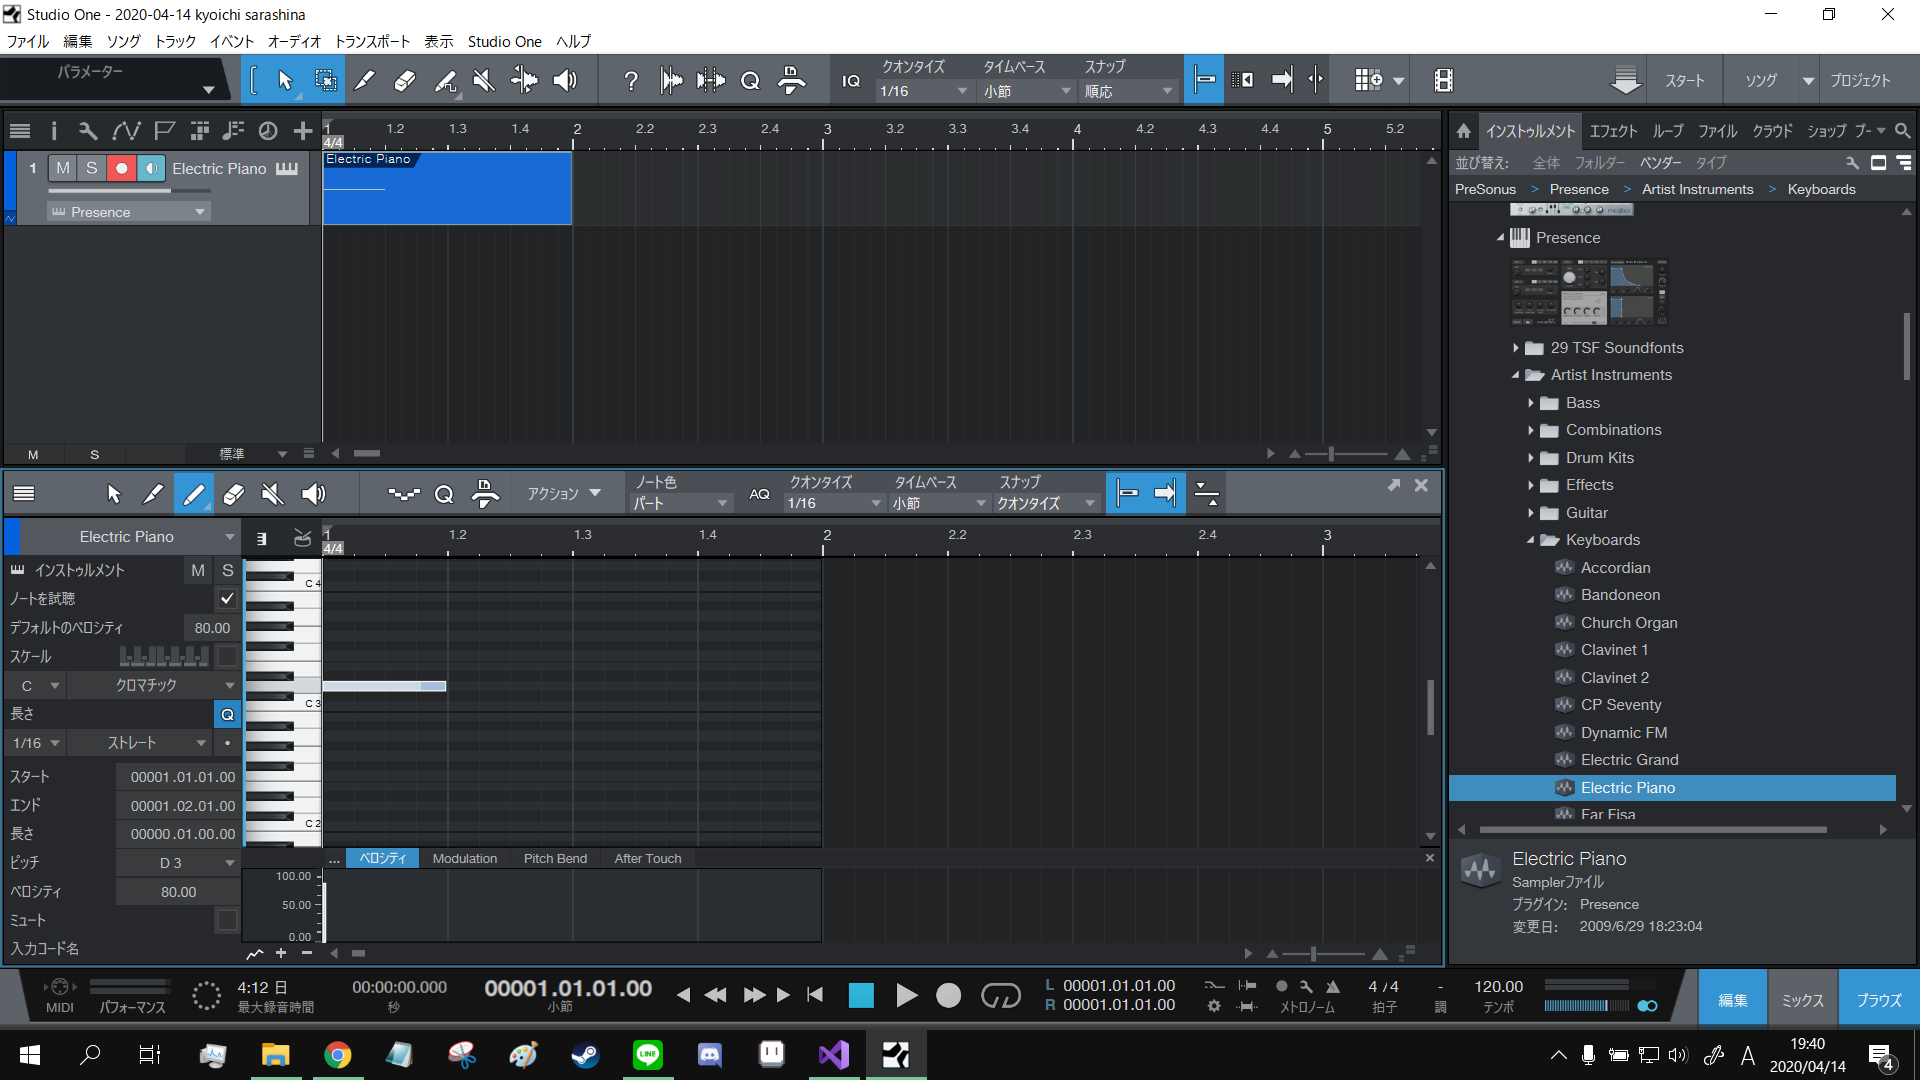 Studio One - 2020-04-14 kyoichi sarashina
ファイル 編集 ソング トラック イベント オーディオ トランスポート 表示 Studio One ヘルプ
パラメーター
? Q IQ
クオンタイズ タイムベース スナップ
1/16 小節 順応
スタート ソング プロジェクト
1 1.2 1.3 1.4 2 2.2 2.3 2.4 3 3.2 3.3 3.4 4 4.2 4.3 4.4 5 5.2
4/4
1 M S Electric Piano
Presence
Electric Piano
M S 標準
インストゥルメント エフェクト ループ ファイル クラウド ショップ プー
並び替え: 全体 フォルダー ベンダー タイプ
PreSonus > Presence > Artist Instruments > Keyboards
Presence
29 TSF Soundfonts
Artist Instruments
Bass
Combinations
Drum Kits
Effects
Guitar
Keyboards
Accordian
Bandoneon
Church Organ
Clavinet 1
Clavinet 2
CP Seventy
Dynamic FM
Electric Grand
Electric Piano
Far Fisa
Electric Piano
Samplerファイル
プラグイン: Presence
変更日: 2009/6/29 18:23:04
Q アクション
ノート色
パート
AQ
クオンタイズ タイムベース スナップ
1/16 小節 クオンタイズ
Electric Piano
1 1.2 1.3 1.4 2 2.2 2.3 2.4 3
4/4
インストゥルメント M S
ノートを試聴
デフォルトのベロシティ 80.00
スケール
C クロマチック
長さ Q
1/16 ストレート
スタート 00001.01.01.00
エンド 00001.02.01.00
長さ 00000.01.00.00
ピッチ D 3
ベロシティ 80.00
ミュート
入力コード名
C 4
C 3
C 2
... ベロシティ Modulation Pitch Bend After Touch
100.00
50.00
0.00
MIDI
パフォーマンス
4:12 日
最大録音時間
00:00:00.000
秒
00001.01.01.00
小節
L 00001.01.01.00
R 00001.01.01.00
メトロノーム
4 / 4
拍子
-
調
120.00
テンポ
編集 ミックス ブラウズ
LINE
A
19:40
2020/04/14
4